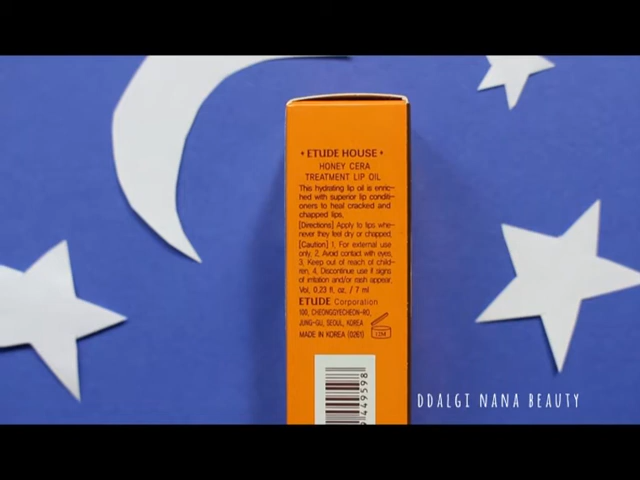 • ETUDE HOUSE •
HONEY CERA
TREATMENT LIP OIL
This hydrating lip oil is enric-
hed with superior lip conditi-
oners to heal cracked and
chapped lips.
[Directions] Apply to lips whe-
never they feel dry or chapped.
[Caution] 1. For external use
only. 2. Avoid contact with eyes.
3. Keep out of reach of child-
ren. 4. Discontinue use if signs
of irritation and/or rash appear.
Vol. 0.23 fl. oz. / 7 ml
ETUDE Corporation
100, CHEONGGYECHEON-RO,
JUNG-GU, SEOUL, KOREA
MADE IN KOREA (0261)
12M
449598
DDALGI NANA BEAUTY